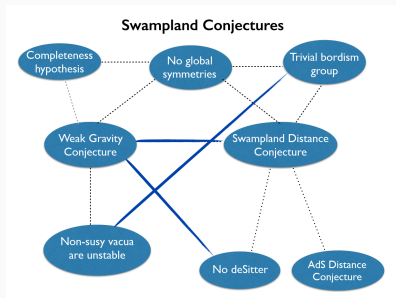 Swampland Conjectures
Completeness
hypothesis
No global
symmetries
Trivial bordism
group
Weak Gravity
Conjecture
Swampland Distance
Conjecture
Non-susy vacua
are unstable
No deSitter
AdS Distance
Conjecture